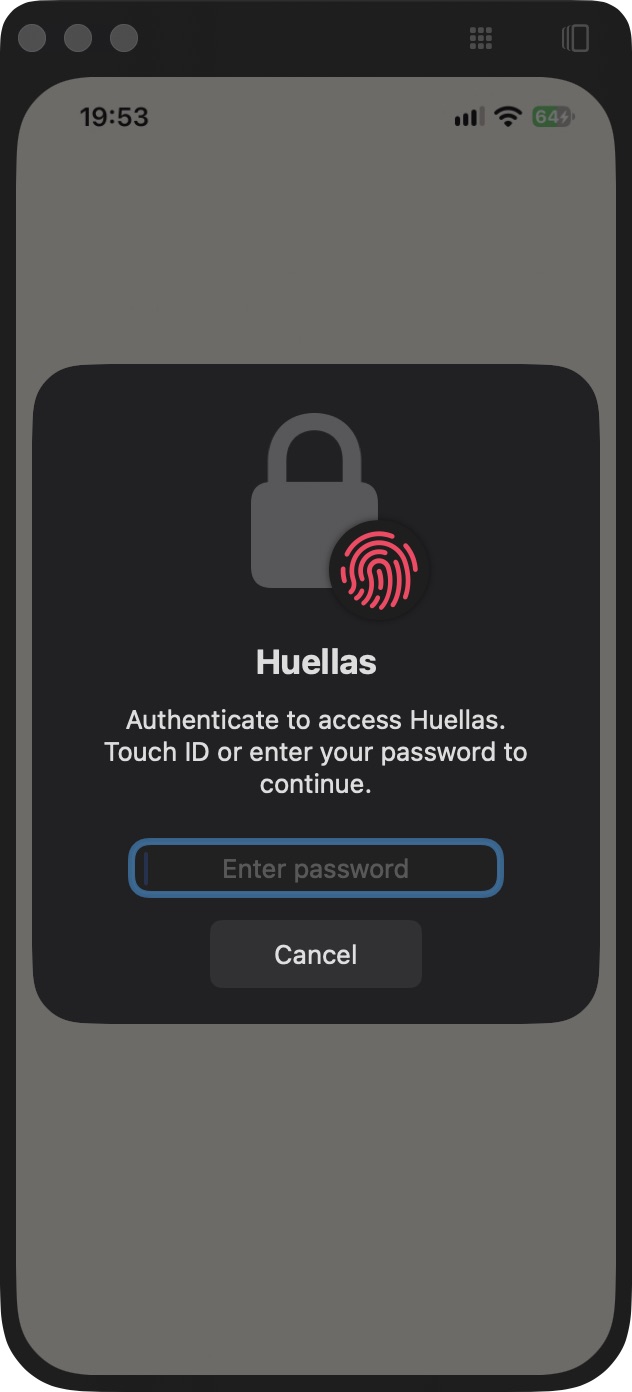 19:53
64
Huellas
Authenticate to access Huellas.
Touch ID or enter your password to
continue.
Enter password
Cancel